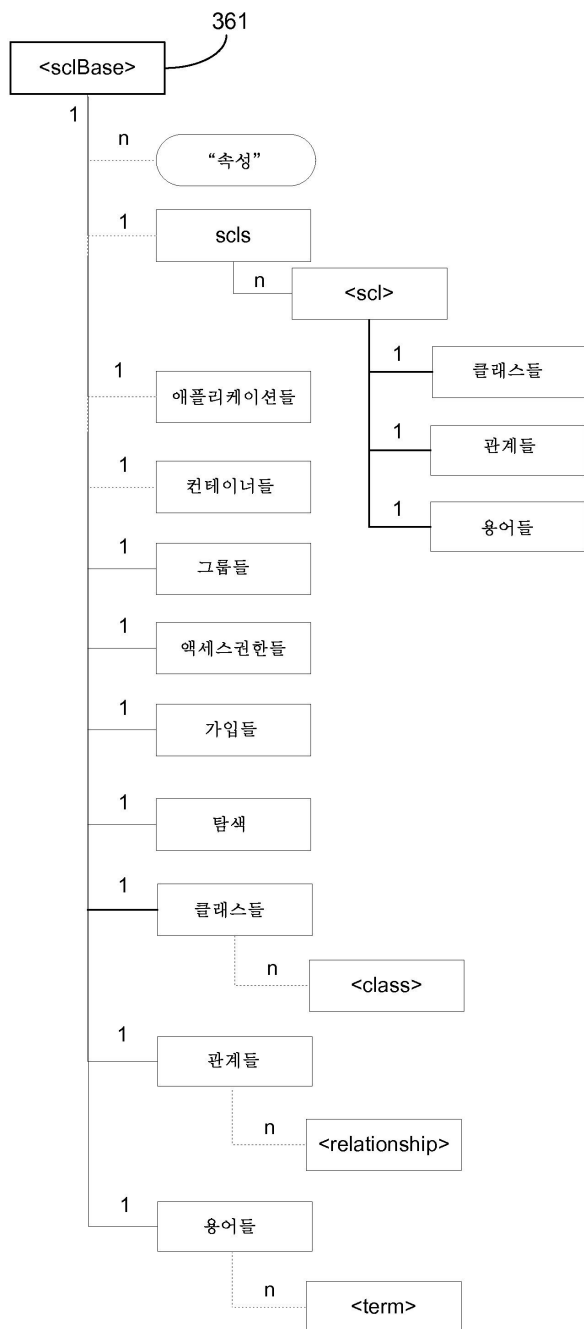 361
<sclBase>
1
n
“속성”
1
scls
n
<scl>
1
클래스들
1
관계들
1
용어들
1
애플리케이션들
1
컨테이너들
1
그룹들
1
액세스권한들
1
가입들
1
탐색
1
클래스들
n
<class>
1
관계들
n
<relationship>
1
용어들
n
<term>